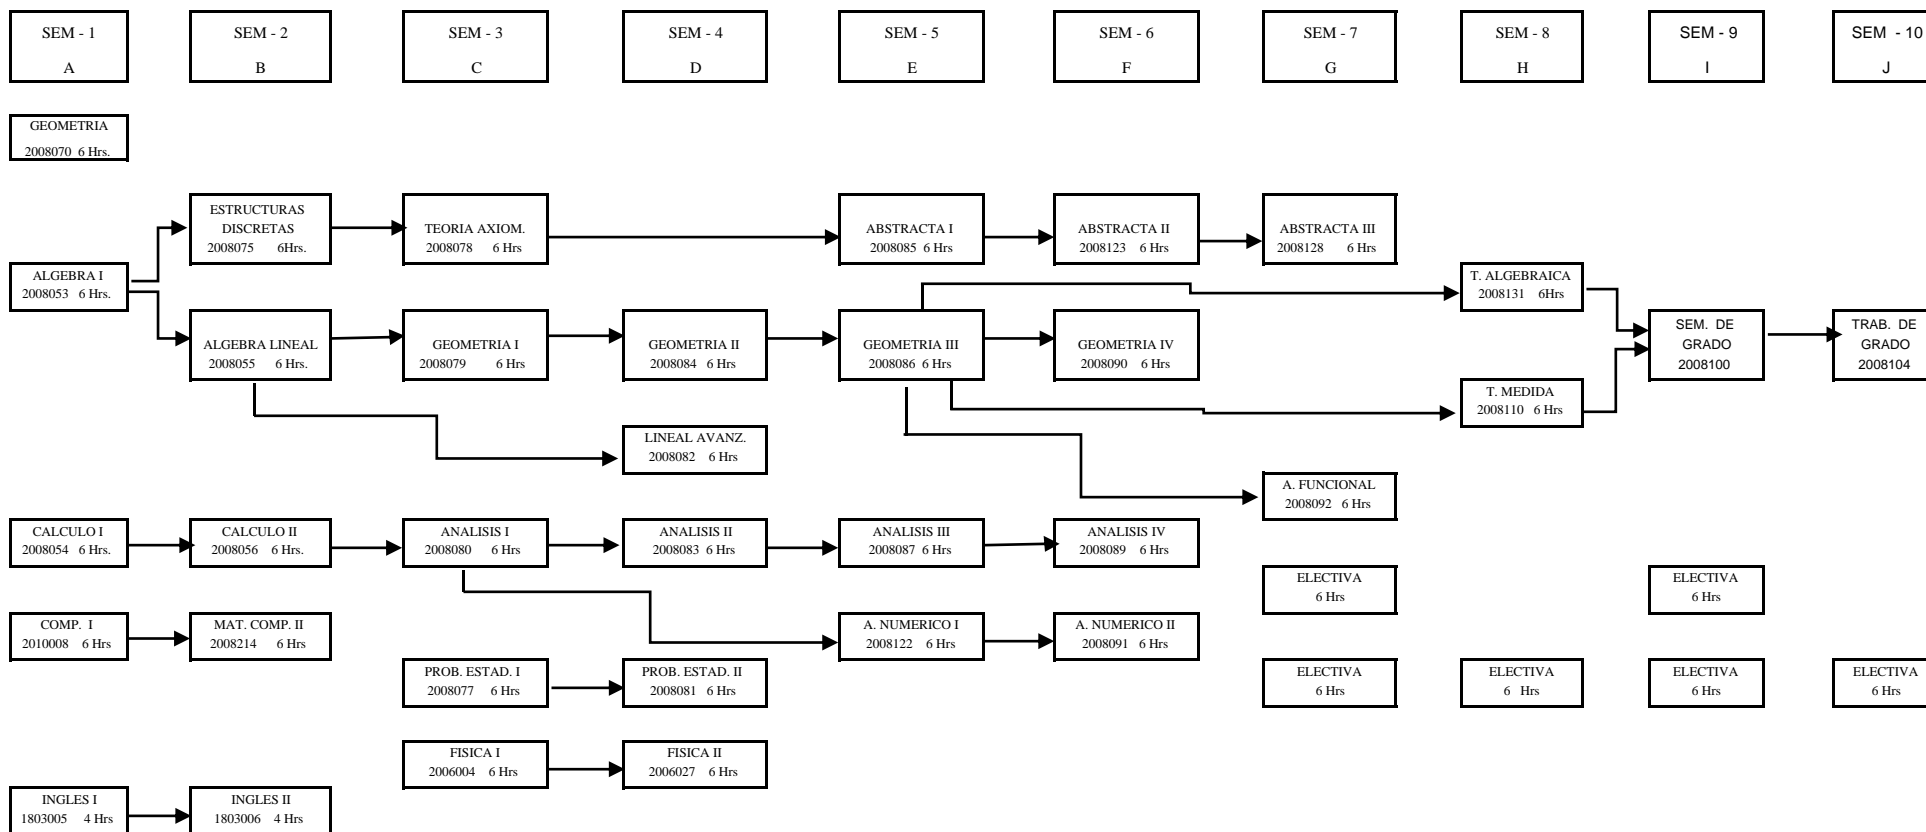 SEM - 1
A
SEM - 2
B
SEM - 3
C
SEM - 4
D
SEM - 5
E
SEM - 6
F
SEM - 7
G
SEM - 8
H
SEM - 9
I
SEM - 10
J
GEOMETRIA
2008070 6 Hrs.
ESTRUCTURAS
DISCRETAS
2008075 6Hrs.
TEORIA AXIOM.
2008078 6 Hrs
ABSTRACTA I
2008085 6 Hrs
ABSTRACTA II
2008123 6 Hrs
ABSTRACTA III
2008128 6 Hrs
ALGEBRA I
2008053 6 Hrs.
T. ALGEBRAICA
2008131 6Hrs
ALGEBRA LINEAL
2008055 6 Hrs.
GEOMETRIA I
2008079 6 Hrs
GEOMETRIA II
2008084 6 Hrs
GEOMETRIA III
2008086 6 Hrs
GEOMETRIA IV
2008090 6 Hrs
SEM. DE
GRADO
2008100
TRAB. DE
GRADO
2008104
T. MEDIDA
2008110 6 Hrs
LINEAL AVANZ.
2008082 6 Hrs
A. FUNCIONAL
2008092 6 Hrs
CALCULO I
2008054 6 Hrs.
CALCULO II
2008056 6 Hrs.
ANALISIS I
2008080 6 Hrs
ANALISIS II
2008083 6 Hrs
ANALISIS III
2008087 6 Hrs
ANALISIS IV
2008089 6 Hrs
ELECTIVA
6 Hrs
ELECTIVA
6 Hrs
COMP. I
2010008 6 Hrs
MAT. COMP. II
2008214 6 Hrs
A. NUMERICO I
2008122 6 Hrs
A. NUMERICO II
2008091 6 Hrs
PROB. ESTAD. I
2008077 6 Hrs
PROB. ESTAD. II
2008081 6 Hrs
ELECTIVA
6 Hrs
ELECTIVA
6 Hrs
ELECTIVA
6 Hrs
ELECTIVA
6 Hrs
FISICA I
2006004 6 Hrs
FISICA II
2006027 6 Hrs
INGLES I
1803005 4 Hrs
INGLES II
1803006 4 Hrs